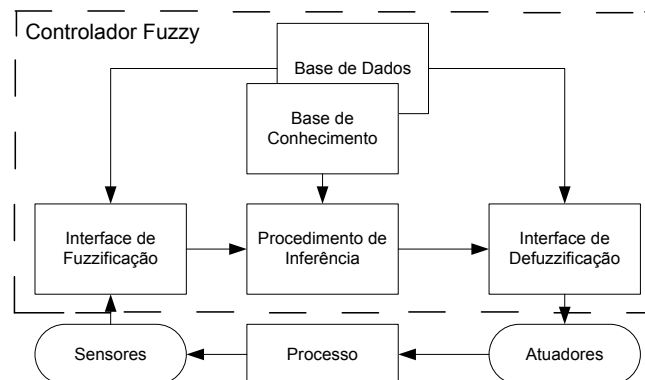 Controlador Fuzzy
Base de Dados
Base de
Conhecimento
Interface de
Fuzzificação
Procedimento de
Inferência
Interface de
Defuzzificação
Sensores
Processo
Atuadores